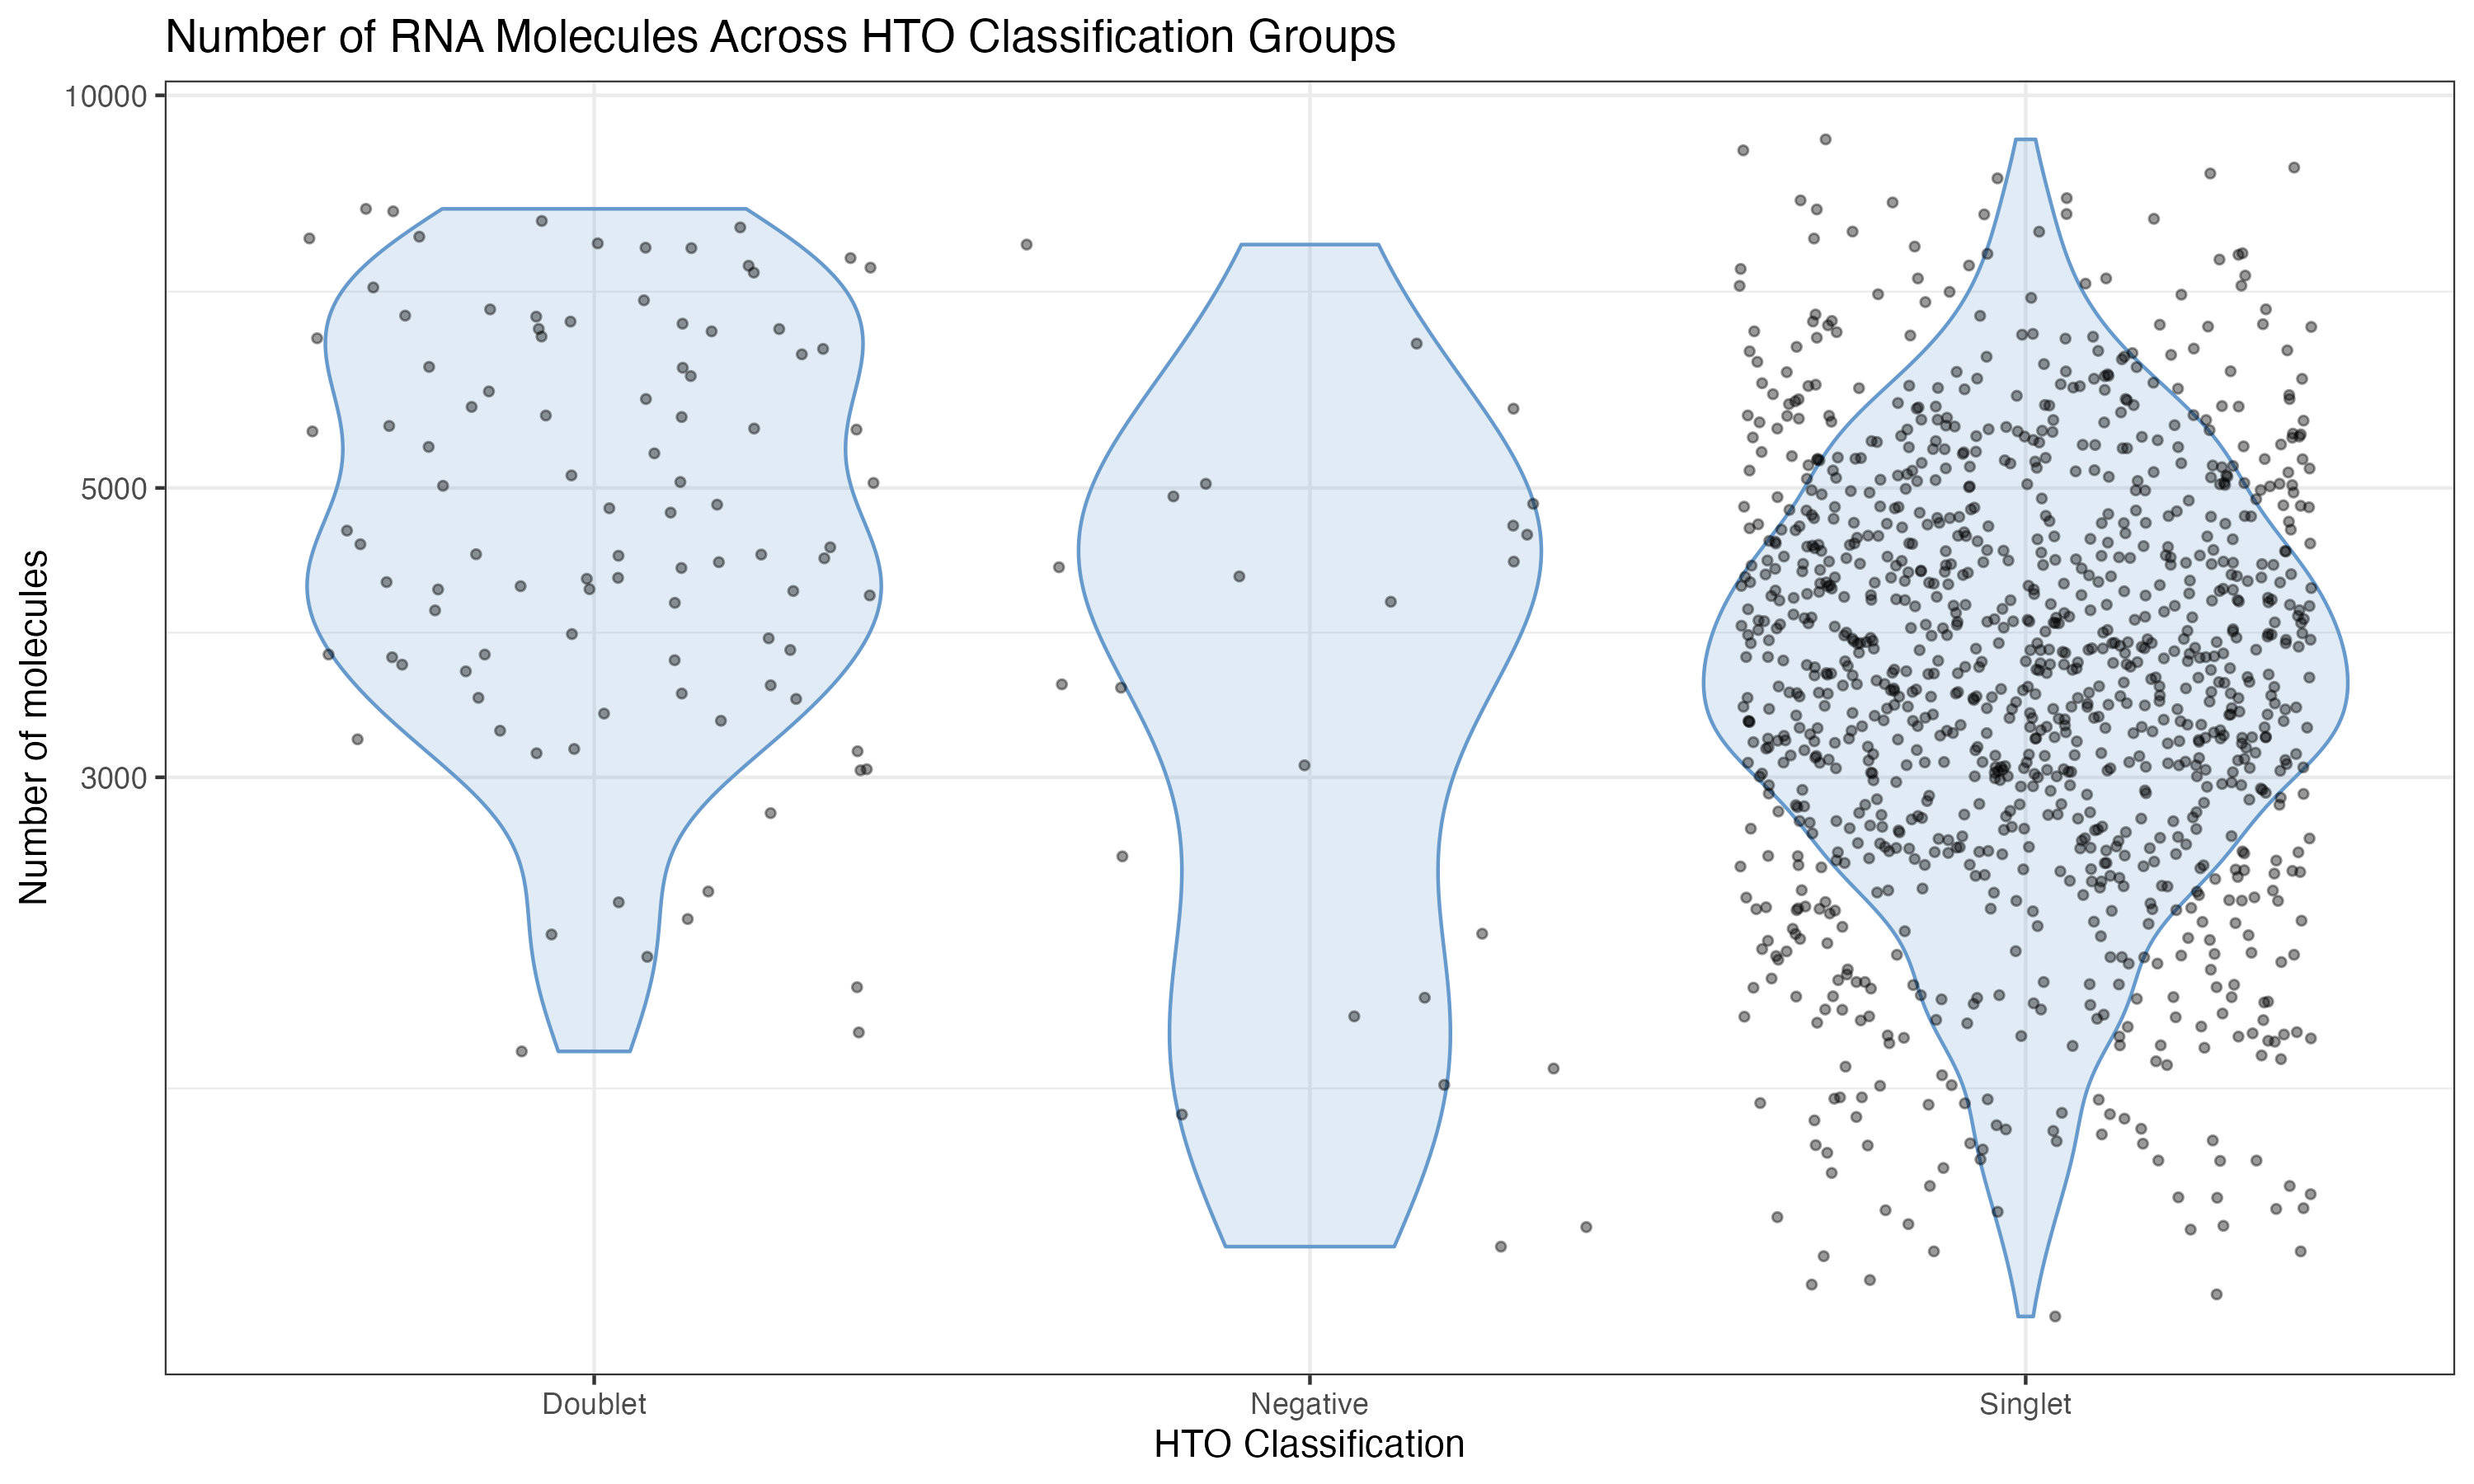 Number of RNA Molecules Across HTO Classification Groups
10000
5000
3000
Number of molecules
Doublet
Negative
Singlet
HTO Classification